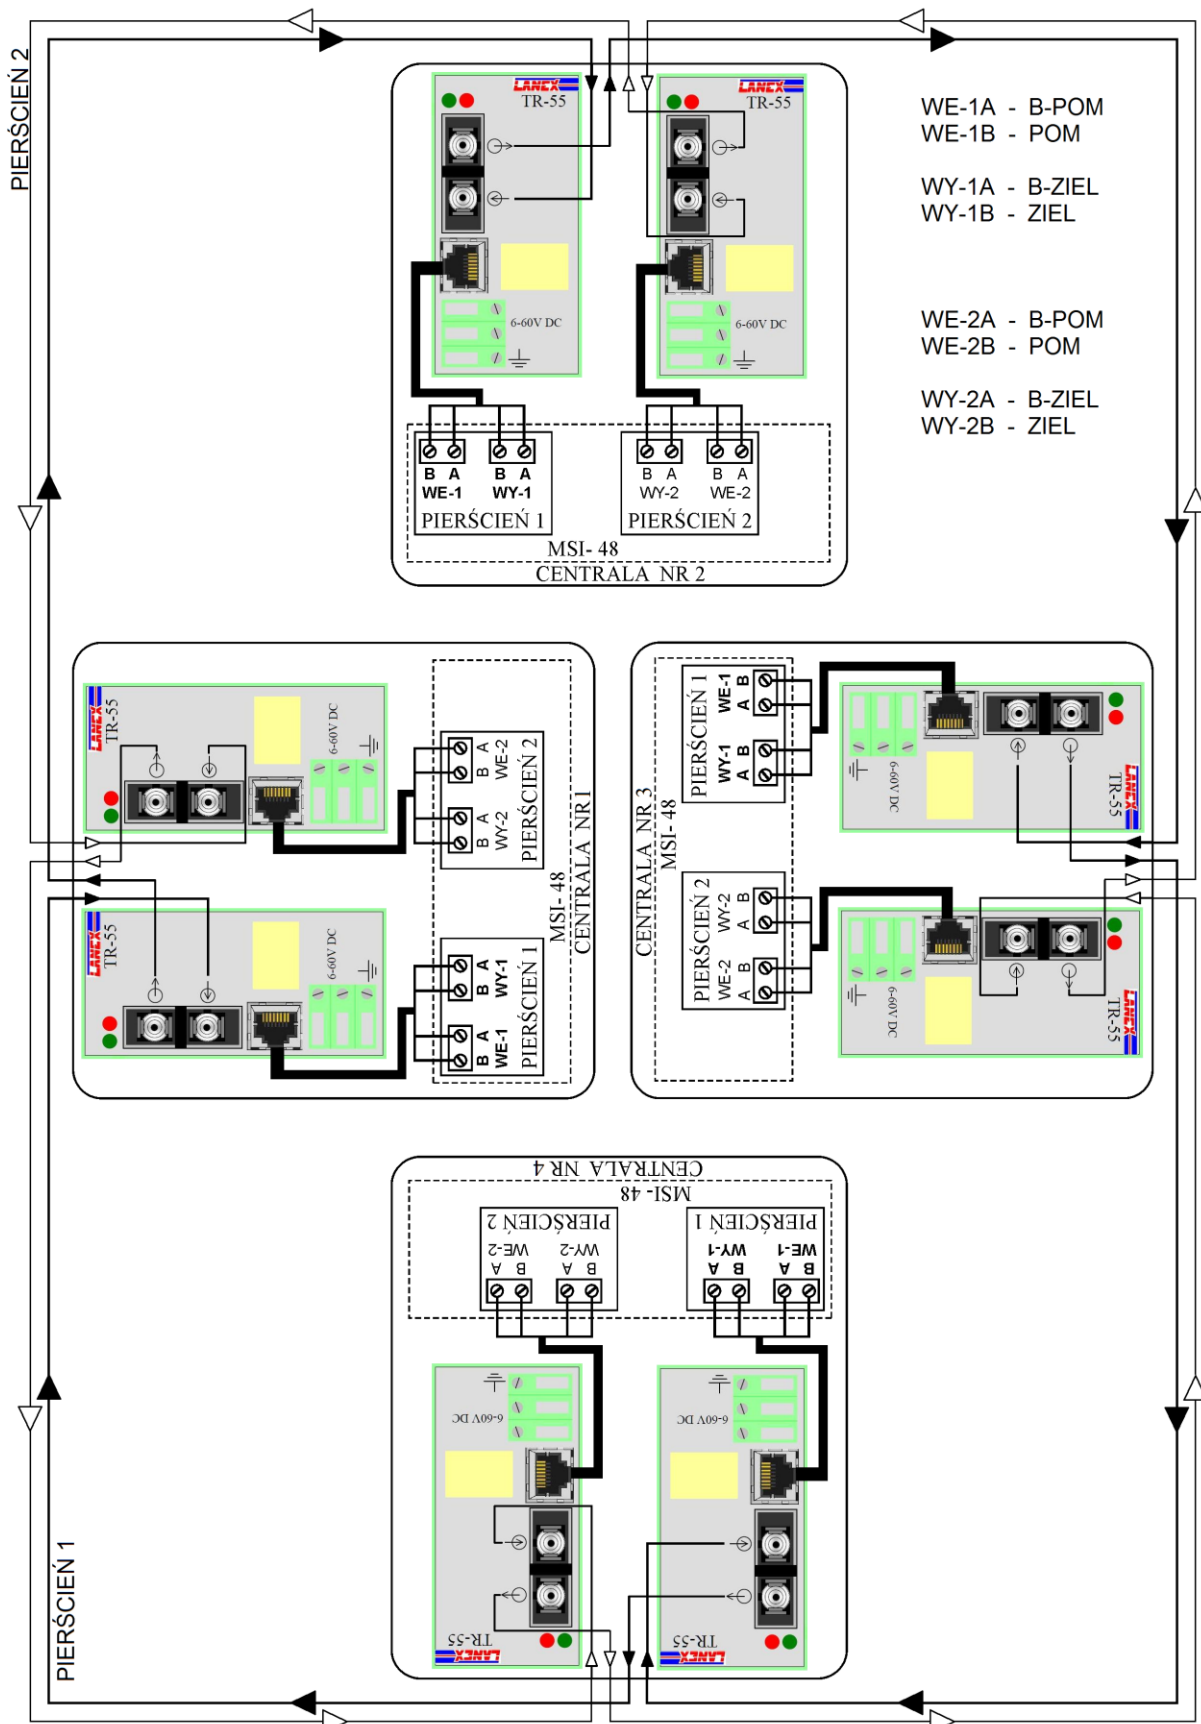 PIERŚCIEŃ 2
LANEX
TR-55
6-60V DC
B A
B A
WE-1
WY-1
PIERŚCIEŃ 1
LANEX
TR-55
6-60V DC
B A
B A
WY-2
WE-2
PIERŚCIEŃ 2
MSI- 48
CENTRALA NR 2
WE-1A - B-POM
WE-1B - POM
WY-1A - B-ZIEL
WY-1B - ZIEL
WE-2A - B-POM
WE-2B - POM
WY-2A - B-ZIEL
WY-2B - ZIEL
LANEX
TR-55
6-60V DC
B A
WE-2
B A
WY-2
PIERŚCIEŃ 2
LANEX
TR-55
6-60V DC
B A
WY-1
B A
WE-1
PIERŚCIEŃ 1
MSI- 48
CENTRALA NR1
CENTRALA NR 3
MSI- 48
PIERŚCIEŃ 1
WE-1
A B
WY-1
A B
6-60V DC
LANEX
TR-55
PIERŚCIEŃ 2
WY-2
A B
WE-2
A B
6-60V DC
LANEX
TR-55
CENTRALA NR4
MSI-48
PIERŚCIEŃ 2
WE-2
WY-2
A B
A B
PIERŚCIEŃ 1
WY-1
WE-1
A B
A B
6-60V DC
TR-55
LANEX
6-60V DC
TR-55
LANEX
PIERŚCIEŃ 1